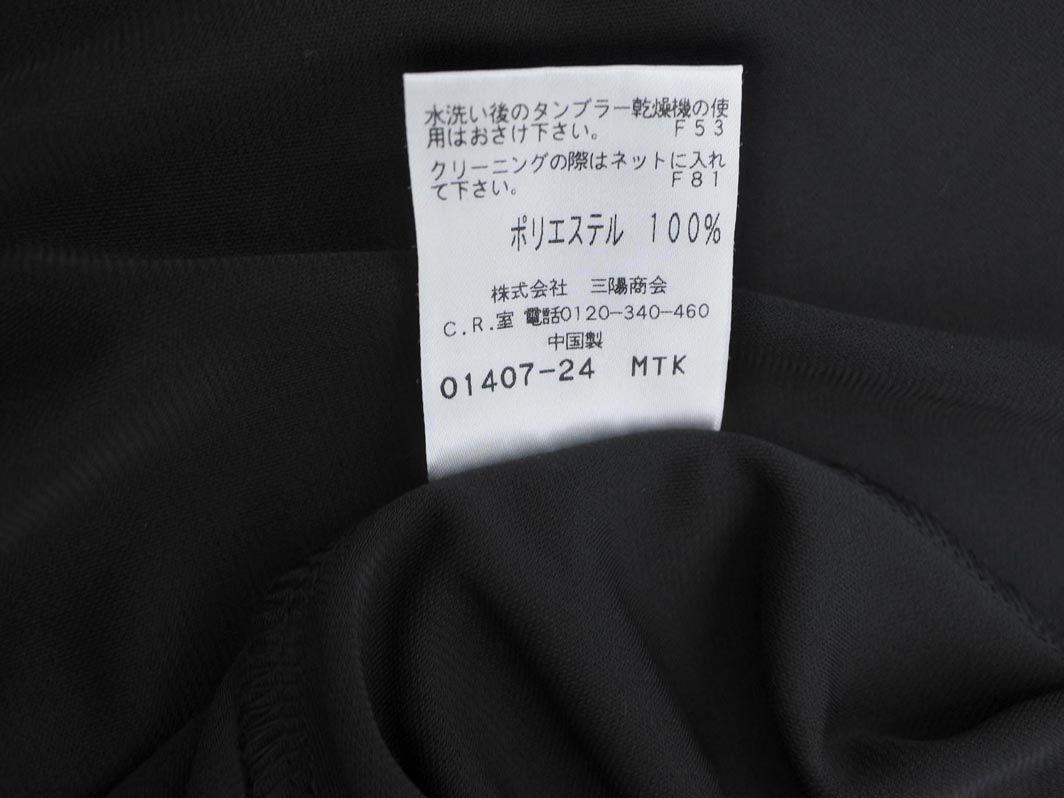 水洗い後のタンブラー乾燥機の使
用はおさけ下さい。 F53
クリーニングの際はネットに入れ
て下さい。 F81
ポリエステル 100%
株式会社 三陽商会
C.R.室 電話0120-340-460
中国製
01407-24 MTK